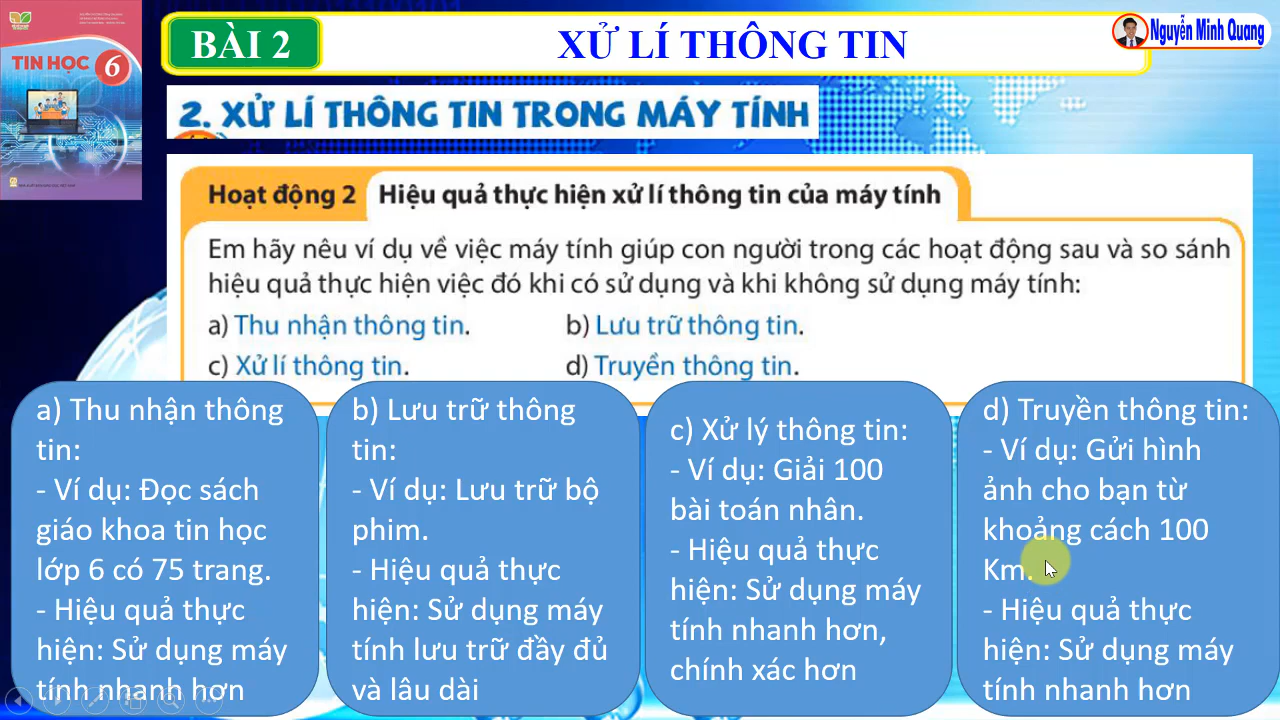 TIN HỌC 6
BÀI 2
XỬ LÍ THÔNG TIN
Nguyễn Minh Quang
2. XỬ LÍ THÔNG TIN TRONG MÁY TÍNH
Hoạt động 2 Hiệu quả thực hiện xử lí thông tin của máy tính
Em hãy nêu ví dụ về việc máy tính giúp con người trong các hoạt động sau và so sánh
hiệu quả thực hiện việc đó khi có sử dụng và khi không sử dụng máy tính:
a) Thu nhận thông tin. b) Lưu trữ thông tin.
c) Xử lí thông tin. d) Truyền thông tin.
a) Thu nhận thông
tin:
- Ví dụ: Đọc sách
giáo khoa tin học
lớp 6 có 75 trang.
- Hiệu quả thực
hiện: Sử dụng máy
tính nhanh hơn
b) Lưu trữ thông
tin:
- Ví dụ: Lưu trữ bộ
phim.
- Hiệu quả thực
hiện: Sử dụng máy
tính lưu trữ đầy đủ
và lâu dài
c) Xử lý thông tin:
- Ví dụ: Giải 100
bài toán nhân.
- Hiệu quả thực
hiện: Sử dụng máy
tính nhanh hơn,
chính xác hơn
d) Truyền thông tin:
- Ví dụ: Gửi hình
ảnh cho bạn từ
khoảng cách 100
Km.
- Hiệu quả thực
hiện: Sử dụng máy
tính nhanh hơn